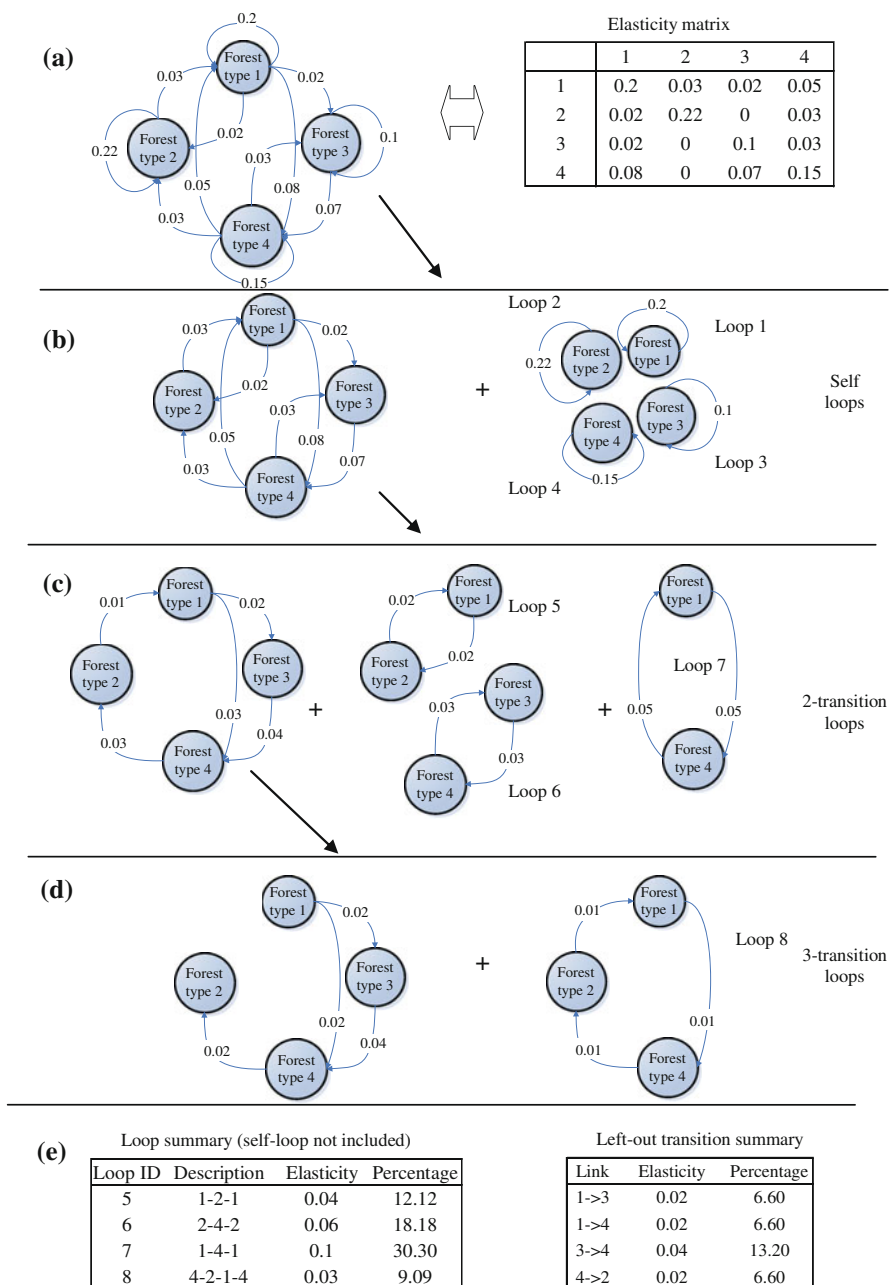 (a)
0.2
Forest
type 1
0.03
0.02
Forest
type 2
0.02
Forest
type 3
0.1
0.22
0.03
0.05
0.08
0.03
0.07
Forest
type 4
0.15
Elasticity matrix
1 2 3 4
1 0.2 0.03 0.02 0.05
2 0.02 0.22 0 0.03
3 0.02 0 0.1 0.03
4 0.08 0 0.07 0.15
(b)
Forest
type 1
0.03
0.02
0.02
Forest
type 2
Forest
type 3
0.03
0.05
0.08
0.03
0.07
Forest
type 4
+
Loop 2
0.2
Loop 1
Forest
type 2
Forest
type 1
0.22
0.1
Forest
type 4
Forest
type 3
Loop 3
Loop 4
0.15
Self
loops
(c)
Forest
type 1
0.01
0.02
Forest
type 2
Forest
type 3
0.03
0.03
0.04
Forest
type 4
+
Forest
type 1
Loop 5
0.02
0.02
Forest
type 2
Forest
type 3
0.03
0.03
Forest
type 4
Loop 6
+
Forest
type 1
Loop 7
0.05
0.05
Forest
type 4
2-transition
loops
(d)
Forest
type 1
0.02
Forest
type 2
Forest
type 3
0.02
0.02
0.04
Forest
type 4
+
Forest
type 1
0.01
Loop 8
Forest
type 2
0.01
0.01
Forest
type 4
3-transition
loops
(e)
Loop summary (self-loop not included)
Loop ID Description Elasticity Percentage
5 1-2-1 0.04 12.12
6 2-4-2 0.06 18.18
7 1-4-1 0.1 30.30
8 4-2-1-4 0.03 9.09
Left-out transition summary
Link Elasticity Percentage
1->3 0.02 6.60
1->4 0.02 6.60
3->4 0.04 13.20
4->2 0.02 6.60